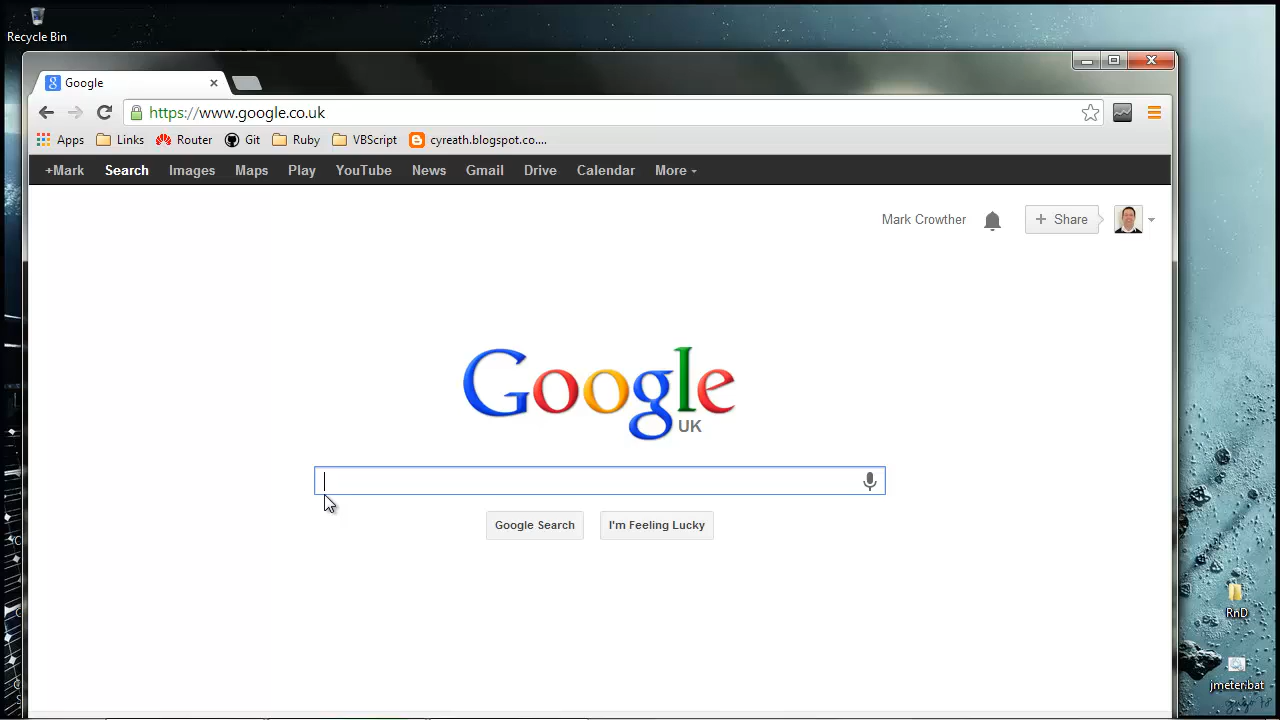 Recycle Bin
Google
https://www.google.co.uk
Apps Links Router Git Ruby VBScript cyreath.blogspot.co....
+Mark Search Images Maps Play YouTube News Gmail Drive Calendar More
Mark Crowther + Share
Google
UK
Google Search I'm Feeling Lucky
RnD
jmeter.bat